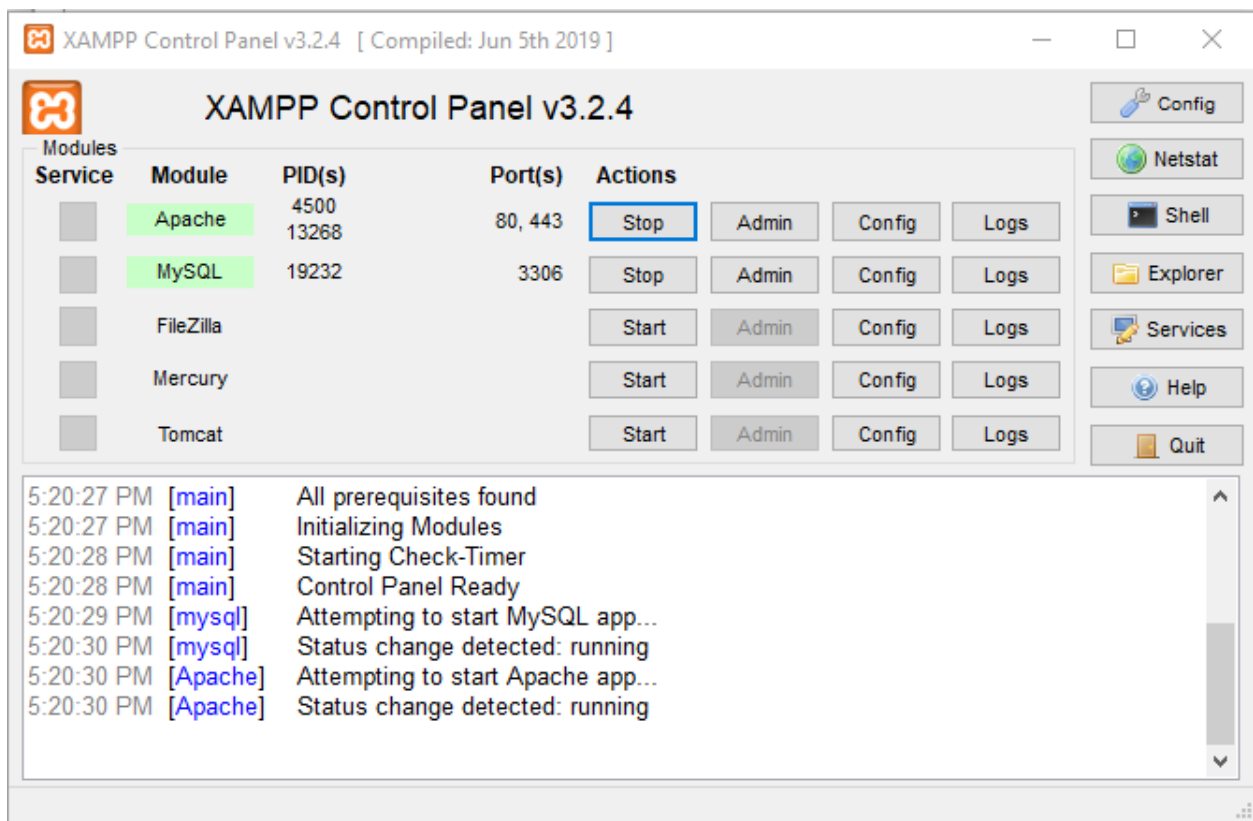 XAMPP Control Panel v3.2.4 [ Compiled: Jun 5th 2019 ]
XAMPP Control Panel v3.2.4
Config
Modules
Service Module PID(s) Port(s) Actions
Netstat
Apache 4500 13268 80, 443 Stop Admin Config Logs
Shell
MySQL 19232 3306 Stop Admin Config Logs
Explorer
FileZilla Start Admin Config Logs
Services
Mercury Start Admin Config Logs
Help
Tomcat Start Admin Config Logs
Quit
5:20:27 PM [main] All prerequisites found
5:20:27 PM [main] Initializing Modules
5:20:28 PM [main] Starting Check-Timer
5:20:28 PM [main] Control Panel Ready
5:20:29 PM [mysql] Attempting to start MySQL app...
5:20:30 PM [mysql] Status change detected: running
5:20:30 PM [Apache] Attempting to start Apache app...
5:20:30 PM [Apache] Status change detected: running